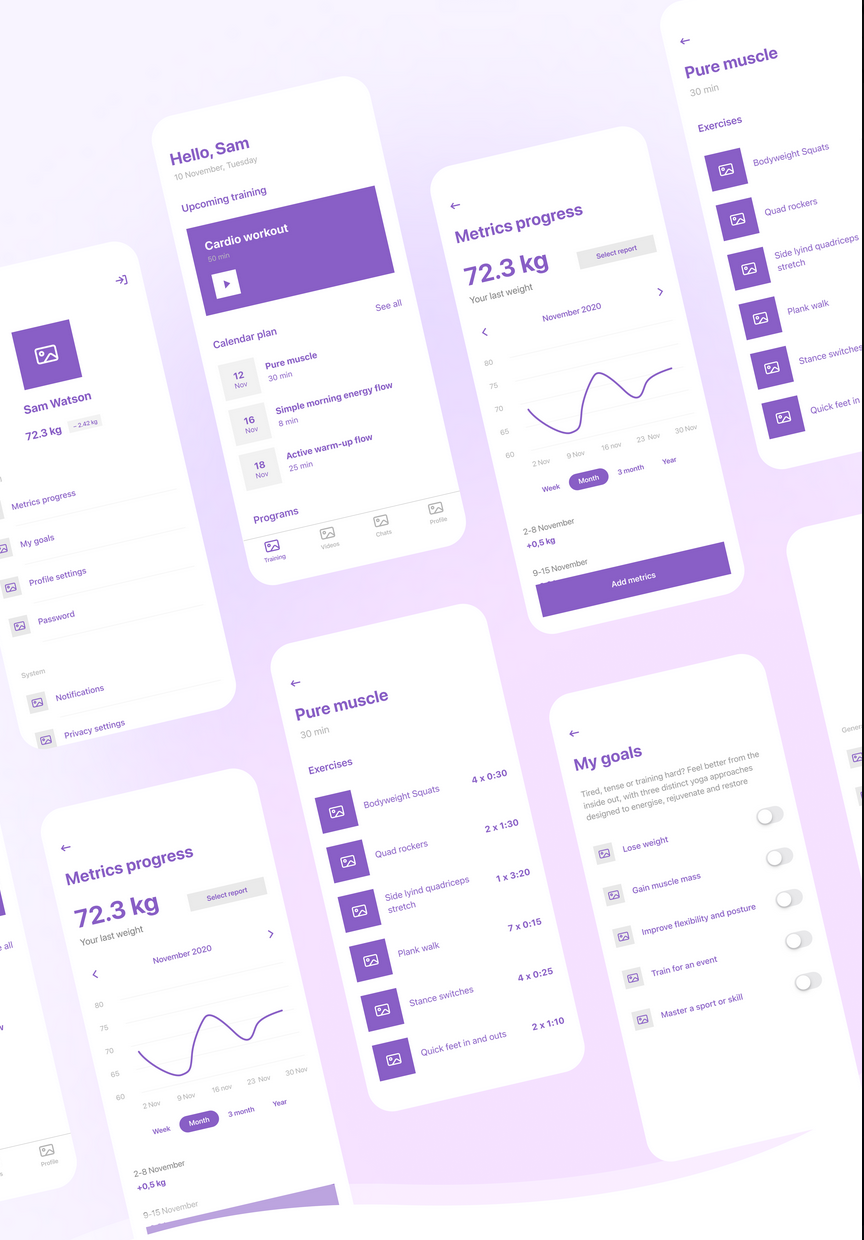 Pure muscle
30 min
Exercises
Bodyweight Squats
Quad rockers
Side lyind quadriceps
stretch
Plank walk
Stance switches
Quick feet in
Hello, Sam
10 November, Tuesday
Upcoming training
Cardio workout
50 min
Calendar plan
See all
12
Nov
Pure muscle
30 min
16
Nov
Simple morning energy flow
8 min
18
Nov
Active warm-up flow
25 min
Programs
Training
Videos
Chats
Profile
Metrics progress
72.3 kg
Select report
Your last weight
November 2020
80
75
70
65
60
2 Nov
9 Nov
16 nov
23 Nov
30 Nov
Week
Month
3 month
Year
2-8 November
+0,5 kg
9-15 November
Add metrics
Sam Watson
72.3 kg
- 2.42 kg
Metrics progress
My goals
Profile settings
Password
System
Notifications
Privacy settings
Pure muscle
30 min
Exercises
Bodyweight Squats
4 x 0:30
Quad rockers
2 x 1:30
Side lyind quadriceps
stretch
1 x 3:20
Plank walk
7 x 0:15
Stance switches
4 x 0:25
Quick feet in and outs
2 x 1:10
My goals
Tired, tense or training hard? Feel better from the
inside out, with three distinct yoga approaches
designed to energise, rejuvenate and restore
Lose weight
Gain muscle mass
Improve flexibility and posture
Train for an event
Master a sport or skill
Metrics progress
72.3 kg
Select report
Your last weight
November 2020
80
75
70
65
60
2 Nov
9 Nov
16 nov
23 Nov
30 Nov
Week
Month
3 month
Year
2-8 November
+0,5 kg
9-15 November
all
Profile